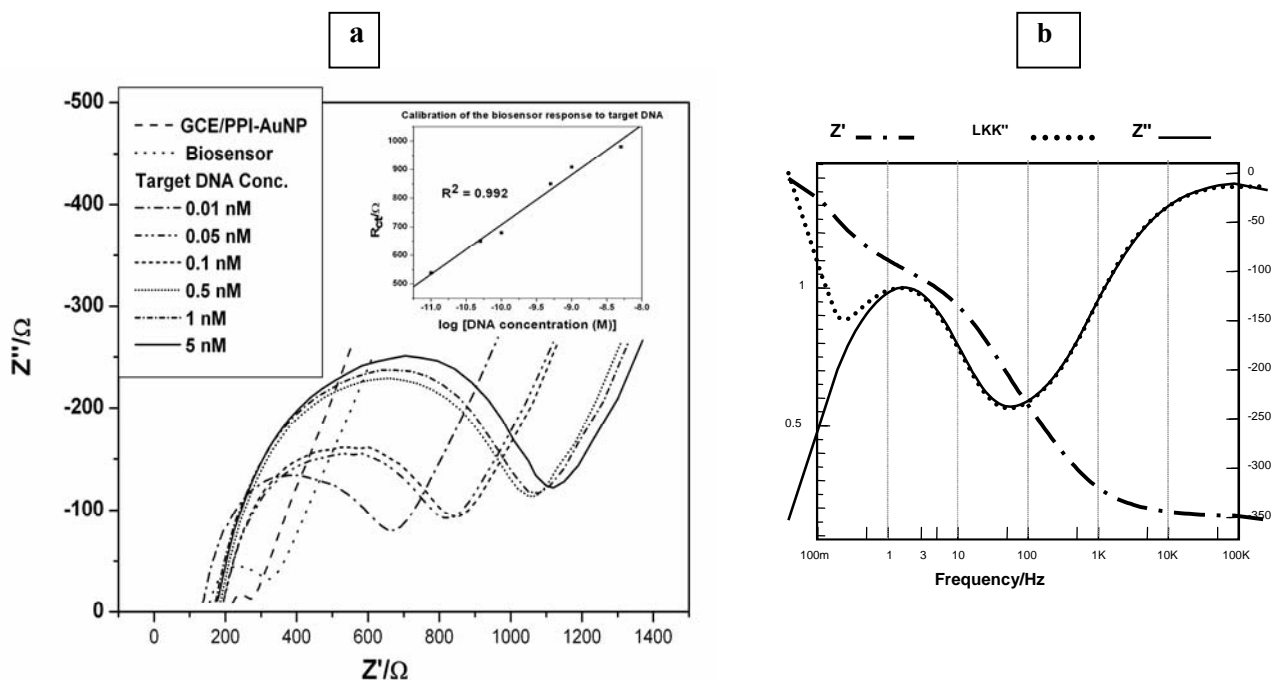 a
b
-500
-400
-300
-200
-100
0
Z"/Ω
GCE/PPI-AuNP
Biosensor
Target DNA Conc.
0.01 nM
0.05 nM
0.1 nM
0.5 nM
1 nM
5 nM
Calibration of the biosensor response to target DNA
1000
900
800
700
600
500
Rct/Ω
R² = 0.992
-11.0 -10.5 -10.0 -9.5 -9.0 -8.5 -8.0
log [DNA concentration (M)]
0 200 400 600 800 1000 1200 1400
Z'/Ω
Z' LKK" Z"
1
0.5
0
-50
-100
-150
-200
-250
-300
-350
100m 1 3 10 100 1K 10K 100K
Frequency/Hz